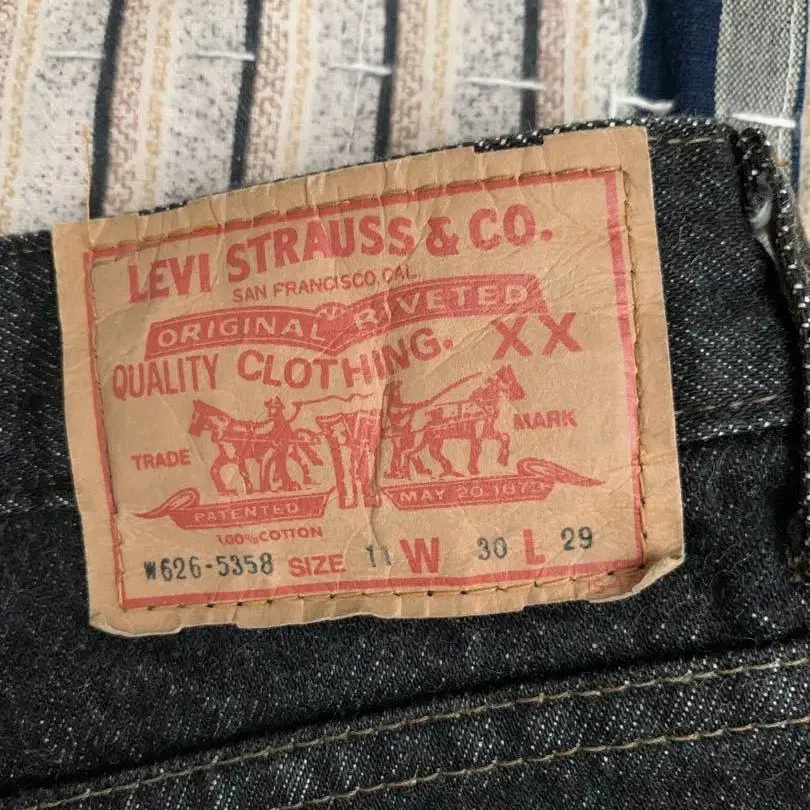 LEVI STRAUSS & CO.
SAN FRANCISCO, CAL.
ORIGINAL RIVETED
QUALITY CLOTHING. XX
TRADE MARK
PATENTED MAY 20.1873
100% COTTON
W626-5358 SIZE 11 W 30 L 29